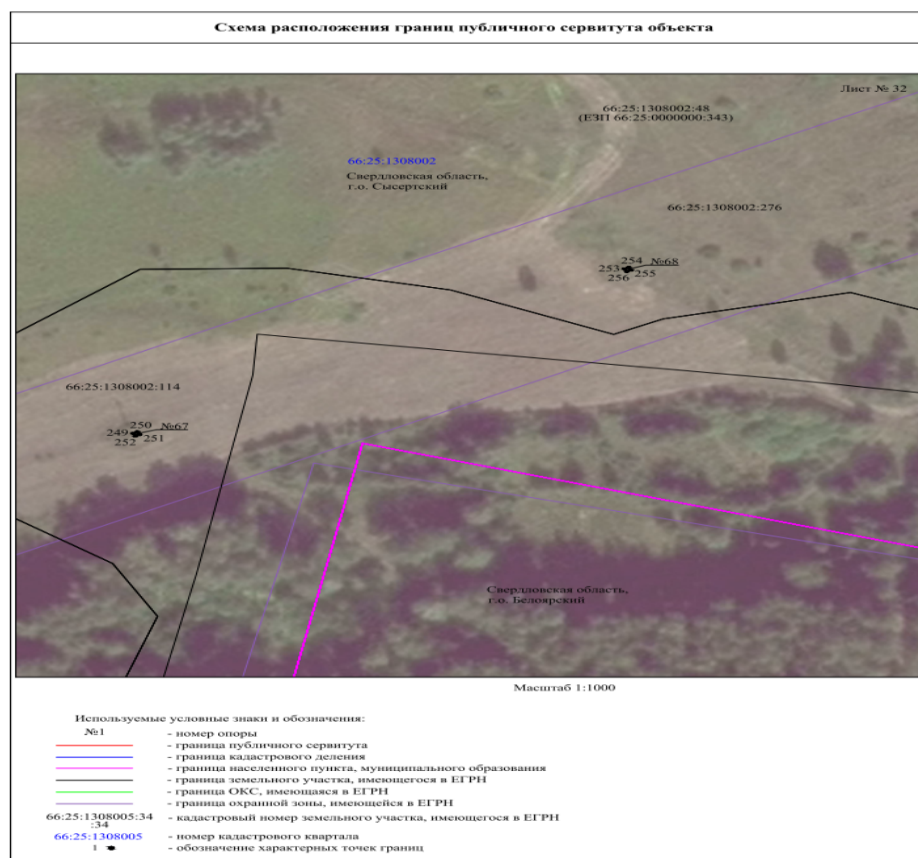 Схема расположения границ публичного сервитута объекта
Лист № 32
66:25:1308002:48
(ЕЗП 66:25:0000000:343)
66:25:1308002
Свердловская область,
г.о. Сысертский
66:25:1308002:276
254 №68
253
256 255
66:25:1308002:114
250 №67
249
252 251
Свердловская область,
г.о. Белоярский
Масштаб 1:1000
Используемые условные знаки и обозначения:
№1 - номер опоры
- граница публичного сервитута
- граница кадастрового деления
- граница населенного пункта, муниципального образования
- граница земельного участка, имеющегося в ЕГРН
- граница ОКС, имеющаяся в ЕГРН
- граница охранной зоны, имеющейся в ЕГРН
66:25:1308005:34 - кадастровый номер земельного участка, имеющегося в ЕГРН
:34
66:25:1308005 - номер кадастрового квартала
1 - обозначение характерных точек границ